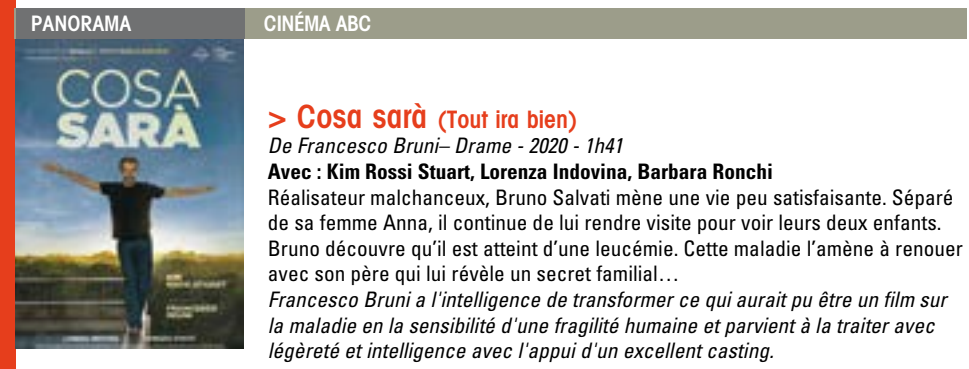 PANORAMA
CINÉMA ABC
COSA
SARÀ
> Cosa sarà (Tout ira bien)
De Francesco Bruni– Drame - 2020 - 1h41
Avec : Kim Rossi Stuart, Lorenza Indovina, Barbara Ronchi
Réalisateur malchanceux, Bruno Salvati mène une vie peu satisfaisante. Séparé
de sa femme Anna, il continue de lui rendre visite pour voir leurs deux enfants.
Bruno découvre qu’il est atteint d’une leucémie. Cette maladie l’amène à renouer
avec son père qui lui révèle un secret familial…
Francesco Bruni a l'intelligence de transformer ce qui aurait pu être un film sur
la maladie en la sensibilité d'une fragilité humaine et parvient à la traiter avec
légèreté et intelligence avec l'appui d'un excellent casting.